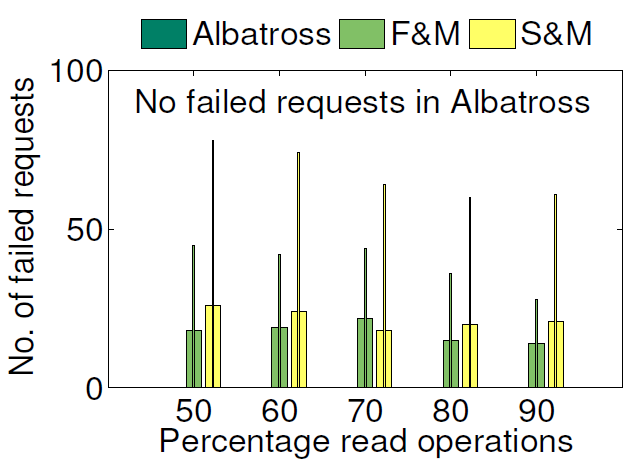 Albatross F&M S&M
No. of failed requests
100
50
0
No failed requests in Albatross
50 60 70 80 90
Percentage read operations